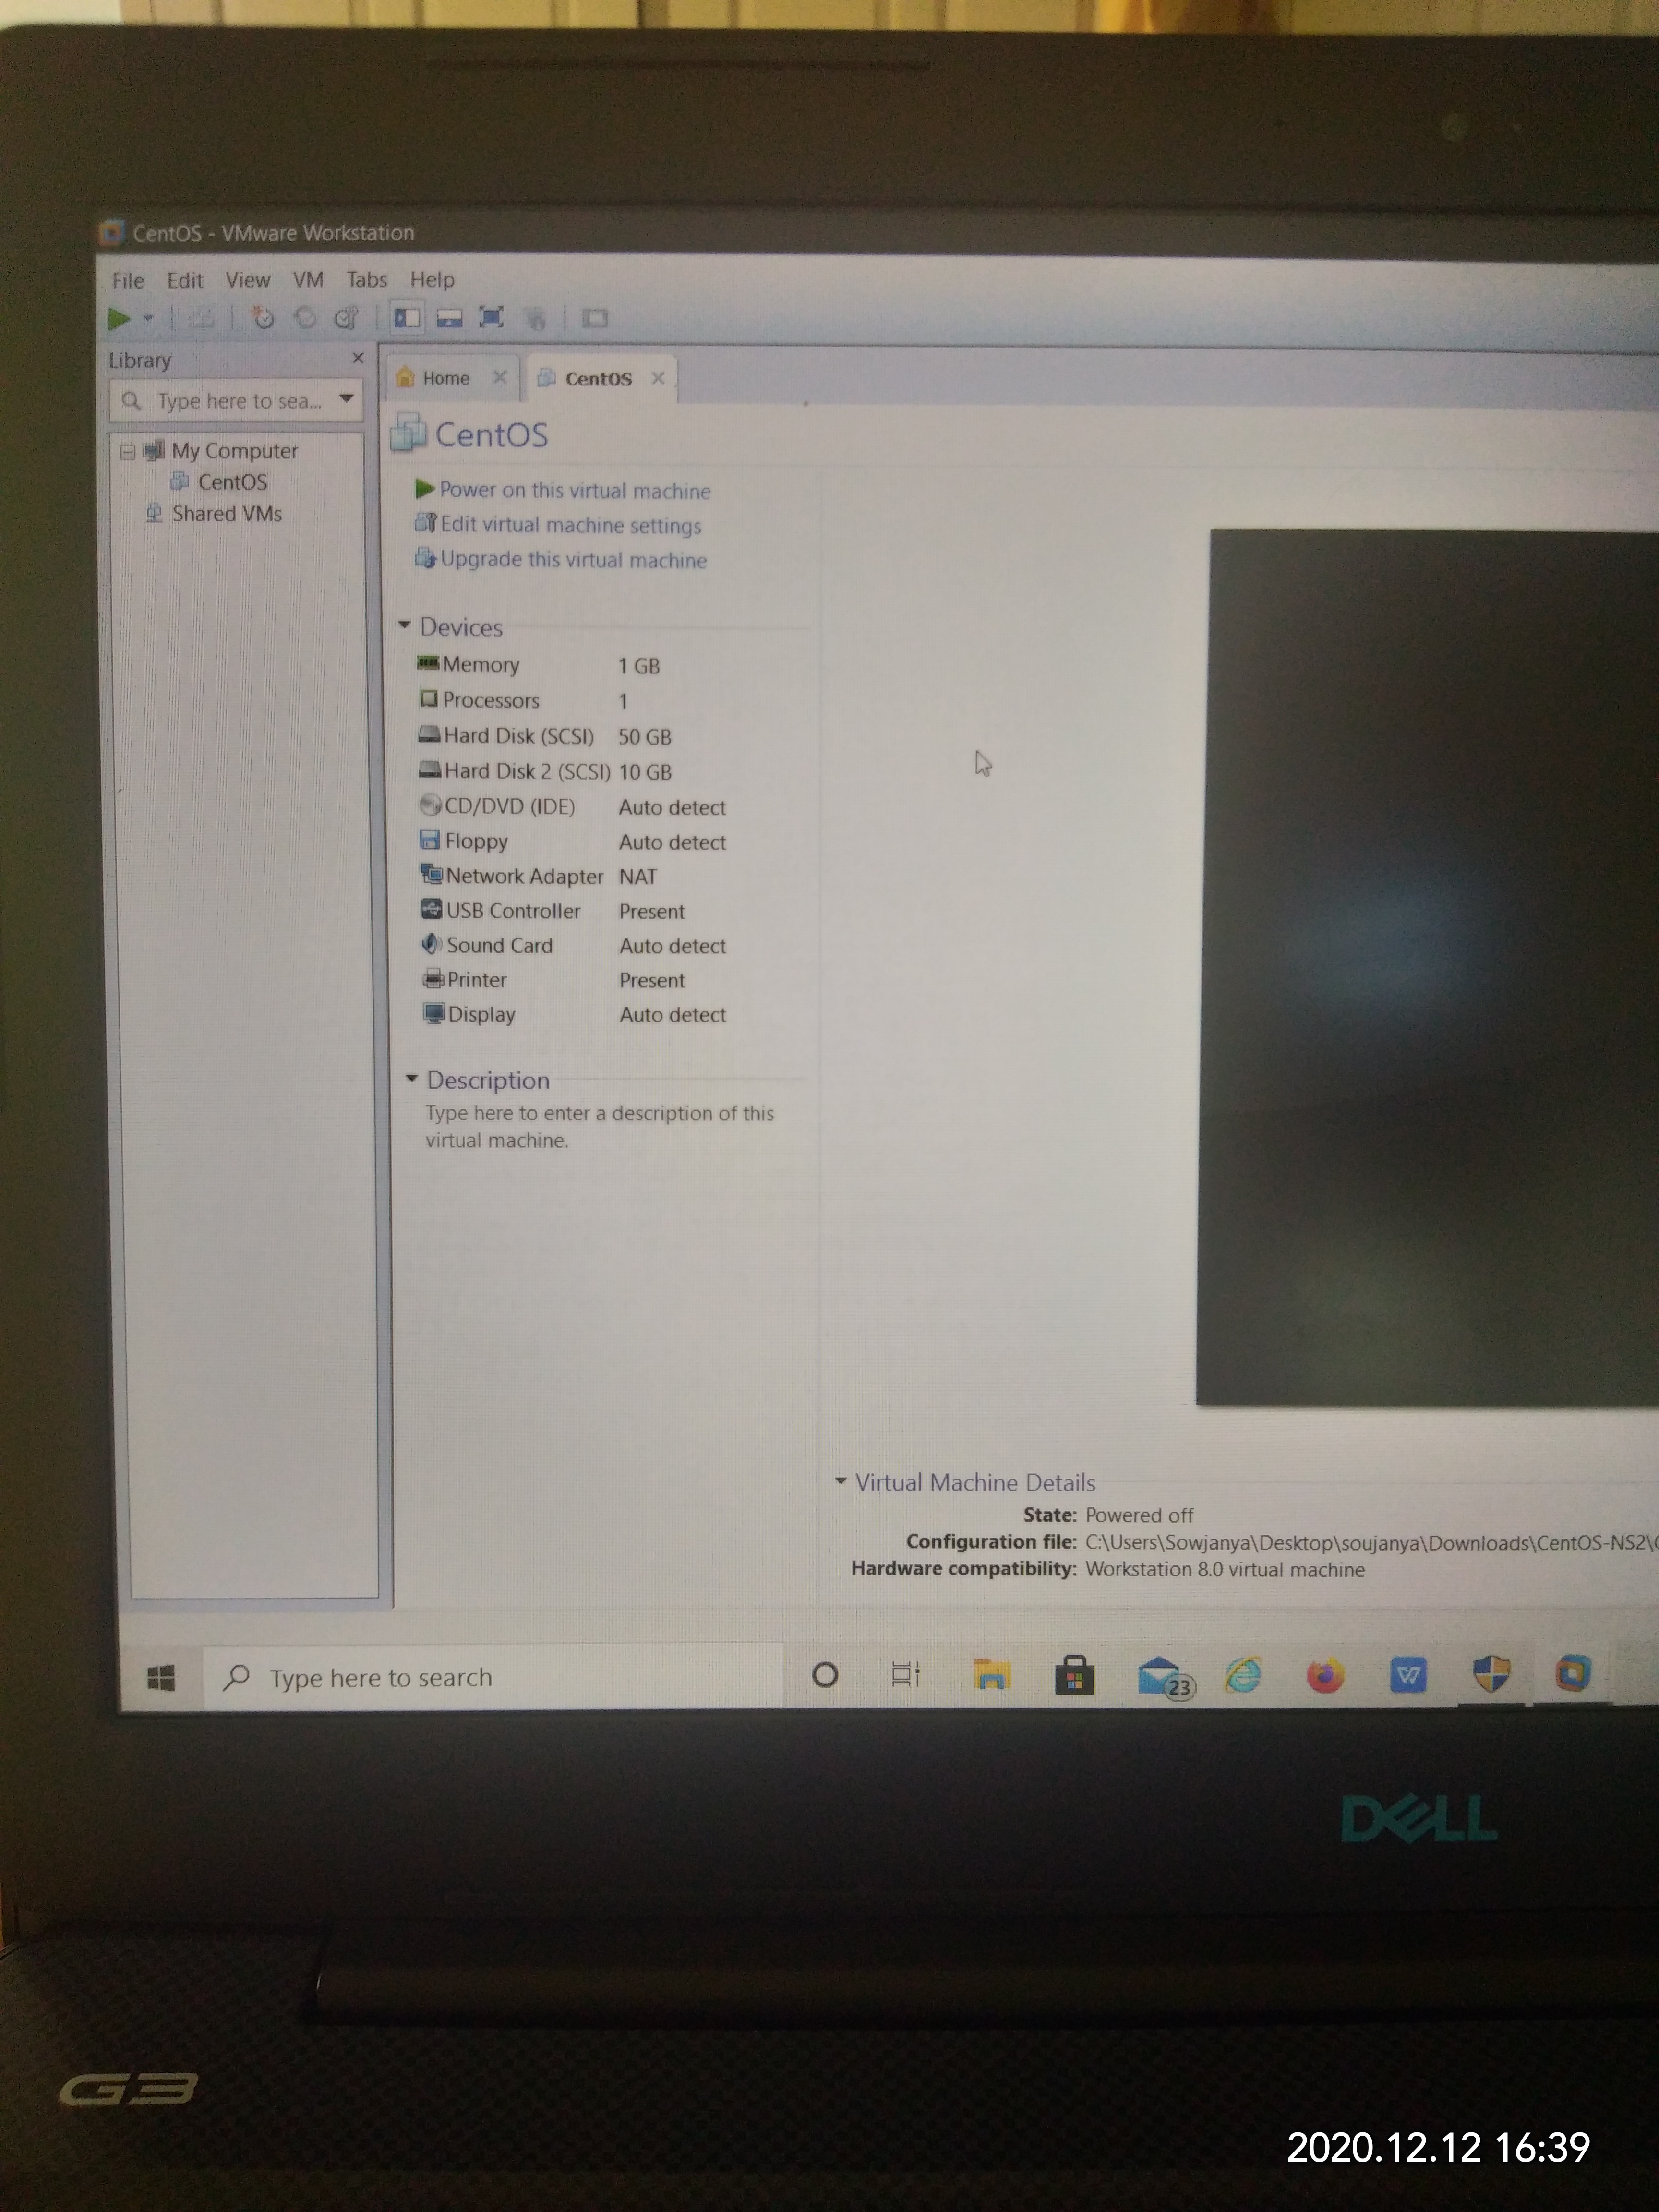 CentOS - VMware Workstation
File Edit View VM Tabs Help
Library
Type here to sea...
My Computer
CentOS
Shared VMs
Home
CentOS
CentOS
Power on this virtual machine
Edit virtual machine settings
Upgrade this virtual machine
Devices
Memory 1 GB
Processors 1
Hard Disk (SCSI) 50 GB
Hard Disk 2 (SCSI) 10 GB
CD/DVD (IDE) Auto detect
Floppy Auto detect
Network Adapter NAT
USB Controller Present
Sound Card Auto detect
Printer Present
Display Auto detect
Description
Type here to enter a description of this
virtual machine.
Virtual Machine Details
State: Powered off
Configuration file: C:\Users\Sowjanya\Desktop\soujanya\Downloads\CentOS-NS2\
Hardware compatibility: Workstation 8.0 virtual machine
Type here to search
23
DELL
G3
2020.12.12 16:39